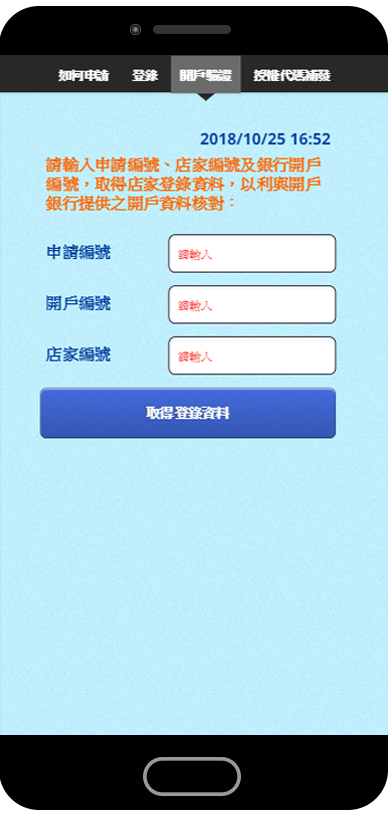 如何申請 登錄 開戶驗證 授權代碼補發
2018/10/25 16:52
請輸入申請編號、店家編號及銀行開戶
編號，取得店家登錄資料，以利與開戶
銀行提供之開戶資料核對：
申請編號 請輸入
開戶編號 請輸入
店家編號 請輸入
取得登錄資料